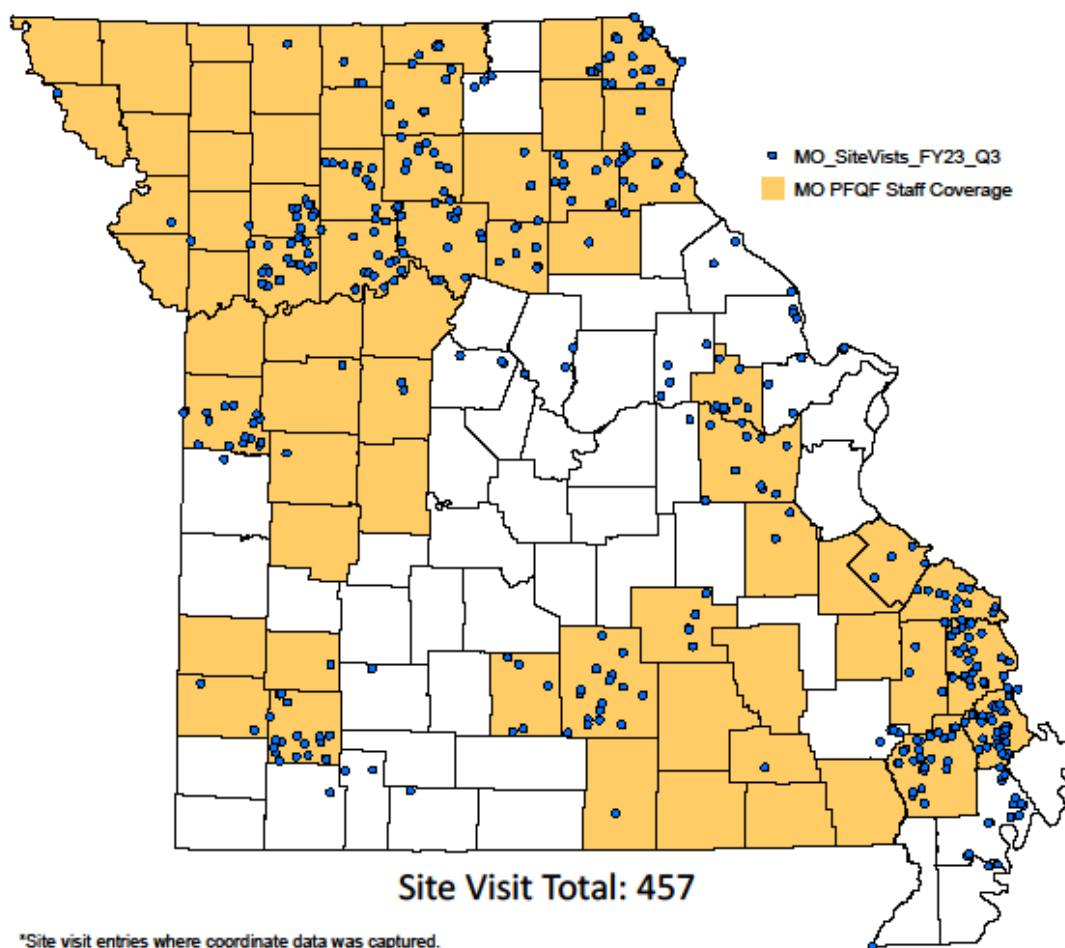 MO_SiteVists_FY23_Q3
MO PFQF Staff Coverage
Site Visit Total: 457
*Site visit entries where coordinate data was captured.